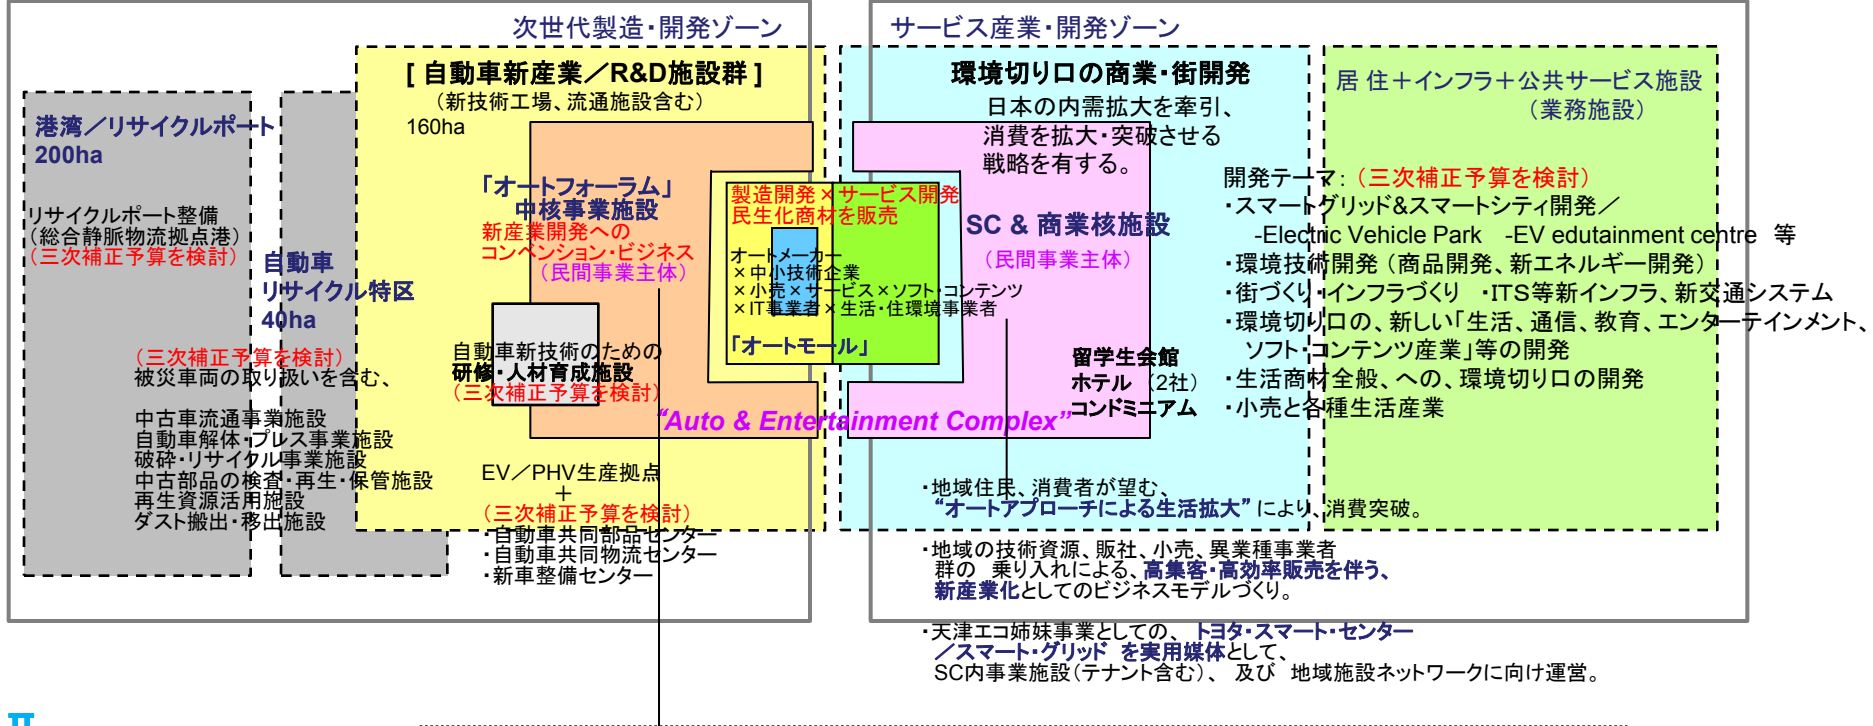 次世代製造・開発ゾーン
サービス産業・開発ゾーン
[ 自動車新産業／R&D施設群 ]
（新技術工場、流通施設含む）
160ha
港湾／リサイクルポート
200ha
リサイクルポート整備
（総合静脈物流拠点港）
（三次補正予算を検討）
自動車
リサイクル特区
40ha
（三次補正予算を検討）
被災車両の取り扱いを含む、
中古車流通事業施設
自動車解体・プレス事業施設
破砕・リサイクル事業施設
中古部品の検査・再生・保管施設
再生資源活用施設
ダスト搬出・移出施設
「オートフォーラム」
中核事業施設
新産業開発への
コンベンション・ビジネス
（民間事業主体）
自動車新技術のための
研修・人材育成施設
（三次補正予算を検討）
EV／PHV生産拠点
＋
（三次補正予算を検討）
・自動車共同部品センター
・自動車共同物流センター
・新車整備センター
製造開発×サービス開発
民生化商材を販売
オートメーカー
×中小技術企業
×小売×サービス×ソフト・コンテンツ
×IT事業者×生活・住環境事業者
「オートモール」
“Auto & Entertainment Complex”
環境切り口の商業・街開発
日本の内需拡大を牽引、
消費を拡大・突破させる
戦略を有する。
SC & 商業核施設
（民間事業主体）
留学生会館
ホテル（2社）
コンドミニアム
・地域住民、消費者が望む、
“オートアプローチによる生活拡大” により、消費突破。
・地域の技術資源、販社、小売、異業種事業者
群の 乗り入れによる、高集客・高効率販売を伴う、
新産業化としてのビジネスモデルづくり。
・天津エコ姉妹事業としての、 トヨタ・スマート・センター
／スマート・グリッド を実用媒体として、
SC内事業施設（テナント含む）、 及び 地域施設ネットワークに向け運営。
居 住＋インフラ＋公共サービス施設
（業務施設）
開発テーマ：（三次補正予算を検討）
・スマートグリッド&スマートシティ開発／
-Electric Vehicle Park -EV edutainment centre 等
・環境技術開発（商品開発、新エネルギー開発）
・街づくり・インフラづくり ・ITS等新インフラ、新交通システム
・環境切り口の、新しい「生活、通信、教育、エンターテインメント、
ソフト・コンテンツ産業」等の開発
・生活商材全般、への、環境切り口の開発
・小売と各種生活産業